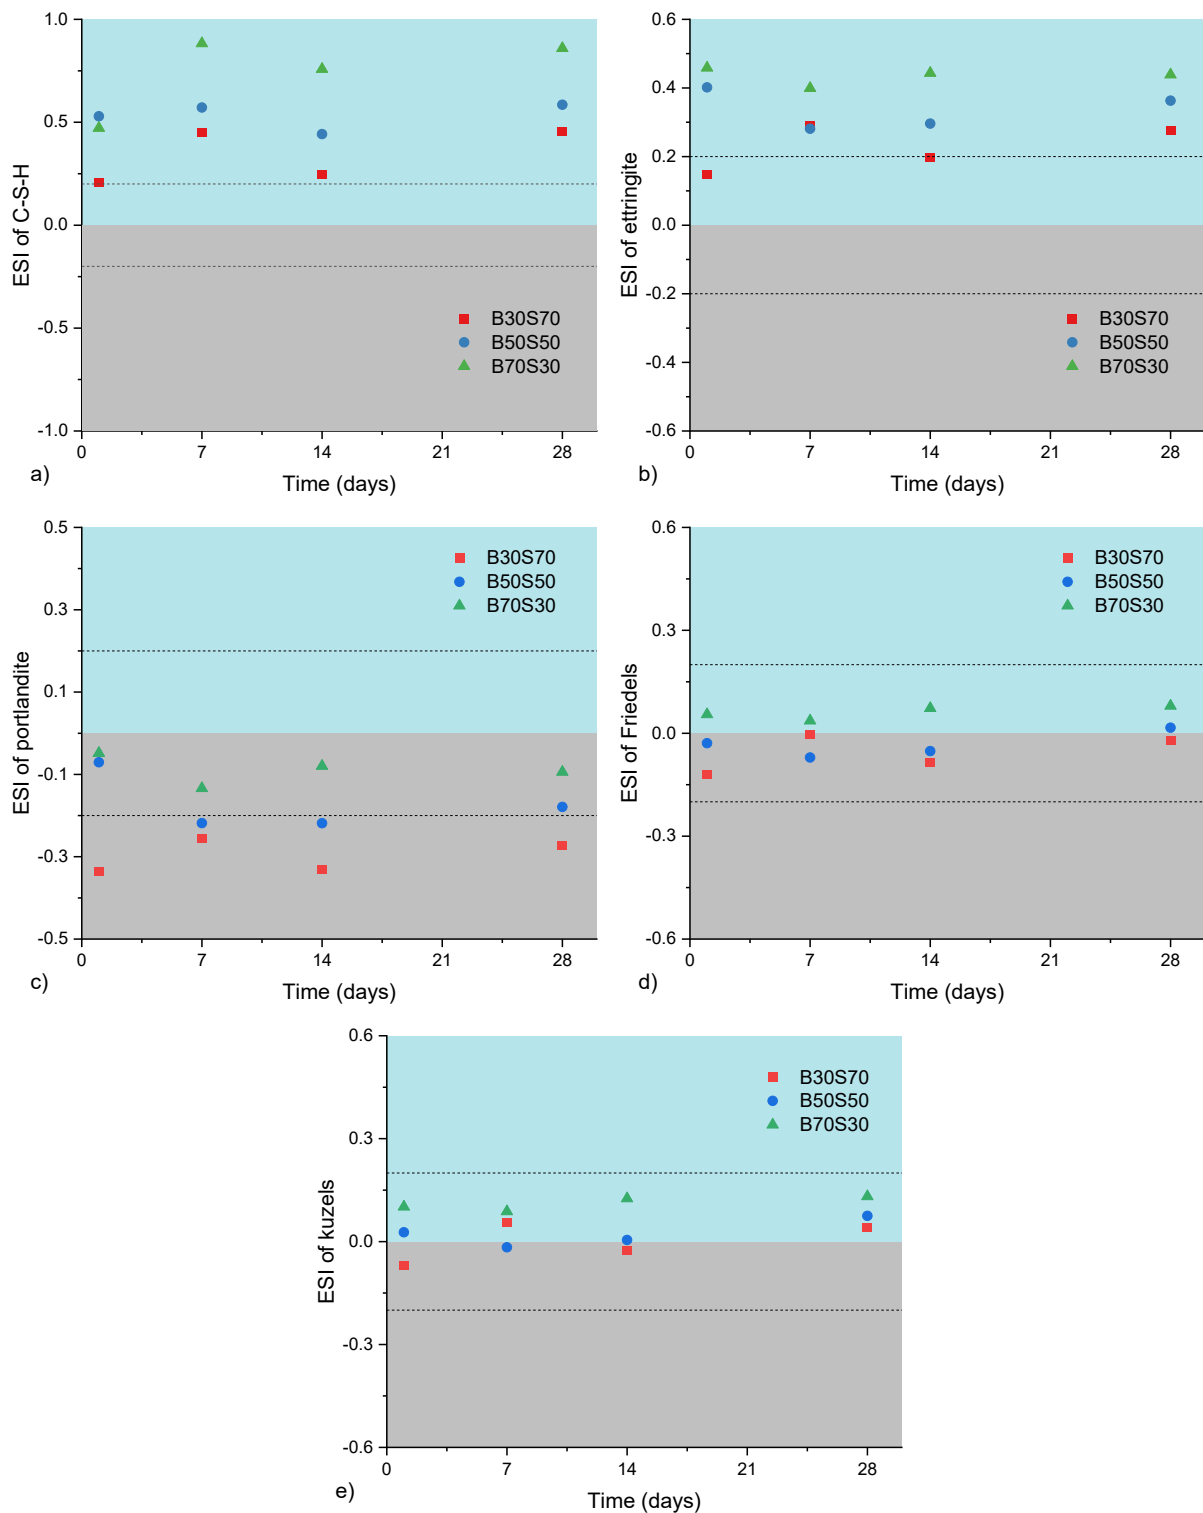 1.0
0.5
0.0
-0.5
-1.0
ESI of C-S-H
B30S70
B50S50
B70S30
0 7 14 21 28
Time (days)
a)
0.6
0.4
0.2
0.0
-0.2
-0.4
-0.6
ESI of ettringite
B30S70
B50S50
B70S30
0 7 14 21 28
Time (days)
b)
0.5
0.3
0.1
-0.1
-0.3
-0.5
ESI of portlandite
B30S70
B50S50
B70S30
0 7 14 21 28
Time (days)
c)
0.6
0.3
0.0
-0.3
-0.6
ESI of Friedels
B30S70
B50S50
B70S30
0 7 14 21 28
Time (days)
d)
0.6
0.3
0.0
-0.3
-0.6
ESI of kuzels
B30S70
B50S50
B70S30
0 7 14 21 28
Time (days)
e)